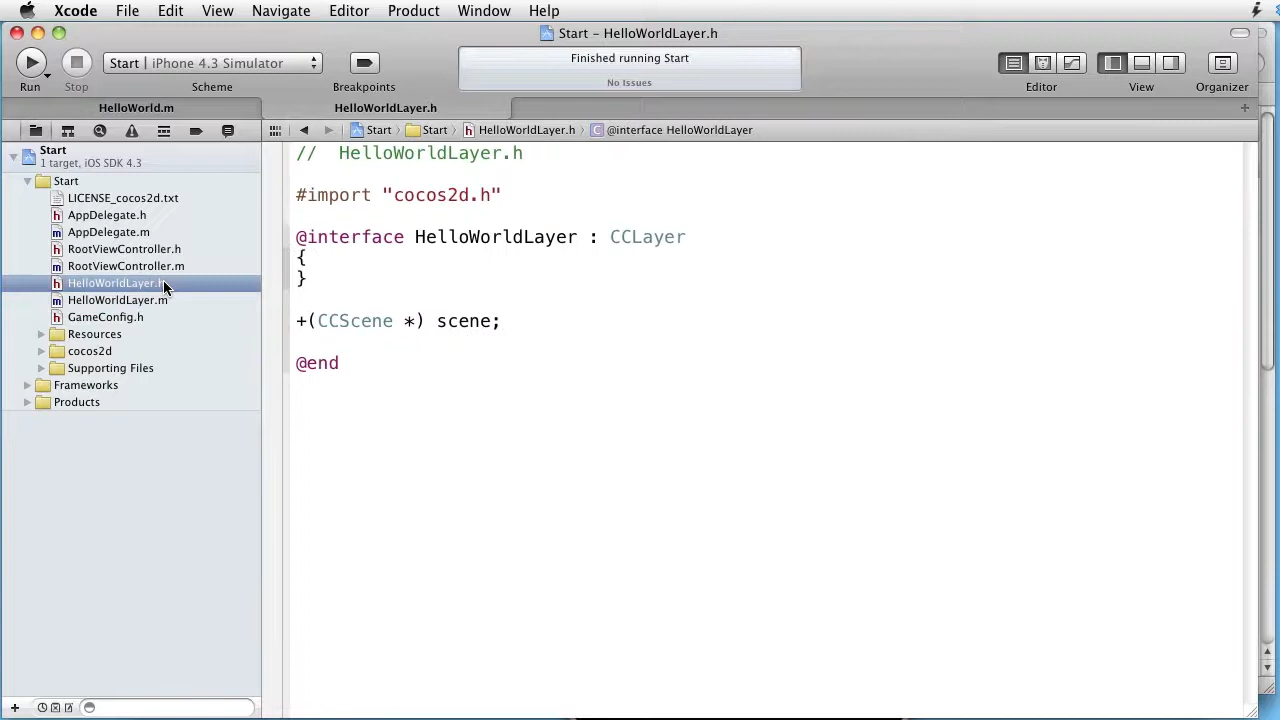 Xcode File Edit View Navigate Editor Product Window Help
Start - HelloWorldLayer.h
Start | iPhone 4.3 Simulator
Finished running Start
No Issues
Run Stop Scheme Breakpoints Editor View Organizer
HelloWorld.m HelloWorldLayer.h
Start Start HelloWorldLayer.h @interface HelloWorldLayer
Start
1 target, iOS SDK 4.3
Start
LICENSE_cocos2d.txt
AppDelegate.h
AppDelegate.m
RootViewController.h
RootViewController.m
HelloWorldLayer.h
HelloWorldLayer.m
GameConfig.h
Resources
cocos2d
Supporting Files
Frameworks
Products
// HelloWorldLayer.h
#import "cocos2d.h"
@interface HelloWorldLayer : CCLayer
{
}
+(CCScene *) scene;
@end